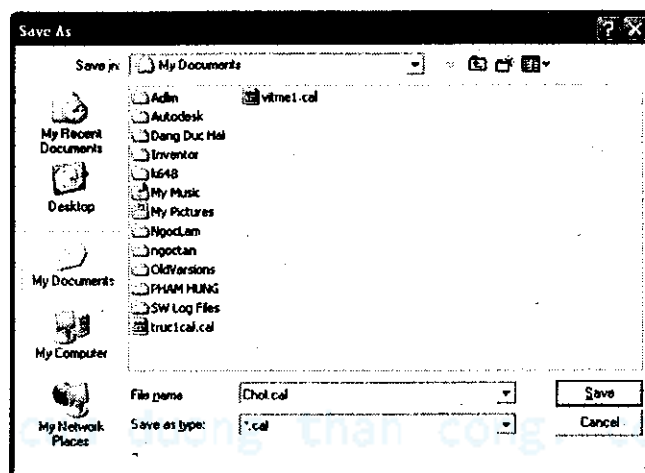 Save As
Save in: My Documents
My Recent Documents
Desktop
My Documents
My Computer
My Network Places
Adlm
Autodesk
Dang Duc Hai
Inventor
k648
My Music
My Pictures
NgocLam
ngoctan
OldVersions
PHAM HUNG
SW Log Files
truc1cal.cal
vitme1.cal
File name
Chot.cal
Save
Save as type:
*.cal
Cancel
duong than cong